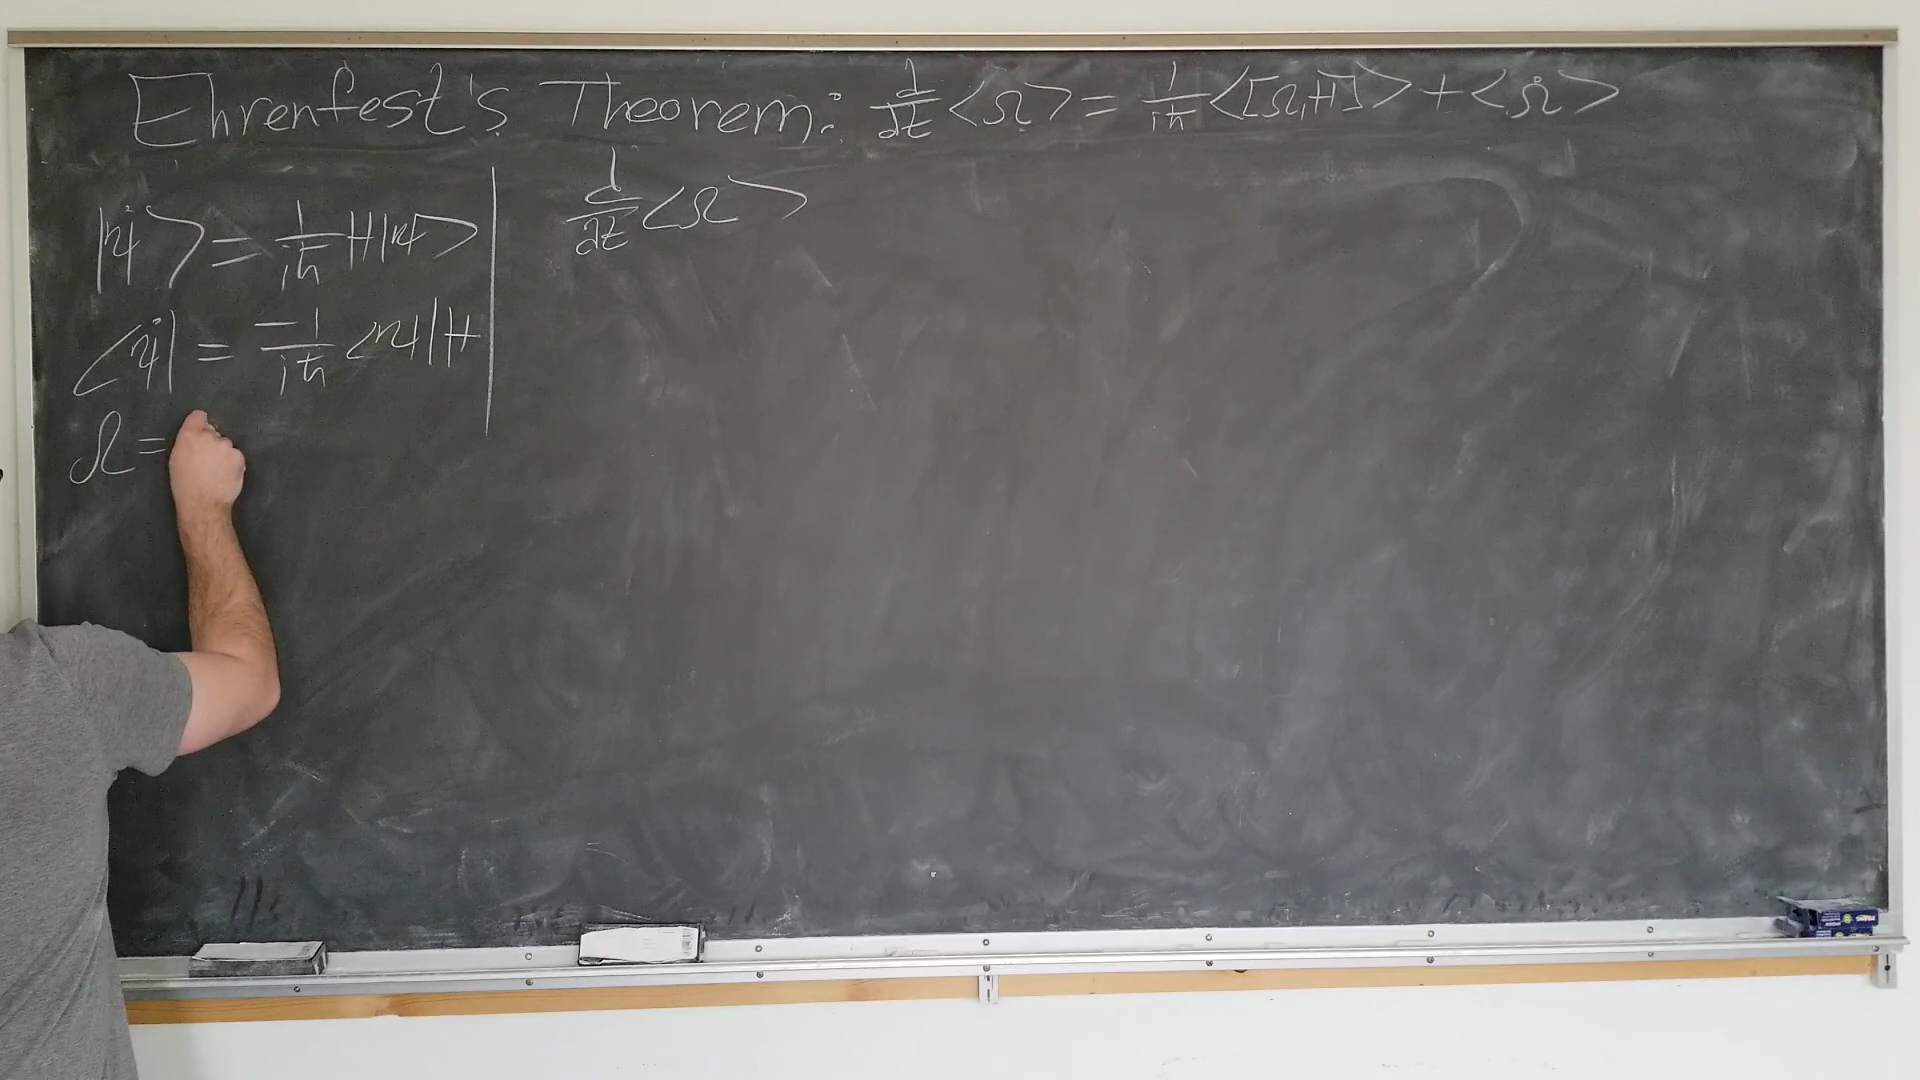 Ehrenfest's Theorem: d/dt <Ω> = 1/iħ <[Ω,H]> + <Ω̇>
|ψ̇> = 1/iħ H|ψ>
<ψ̇| = -1/iħ <ψ|H
Ω =
d/dt <Ω>